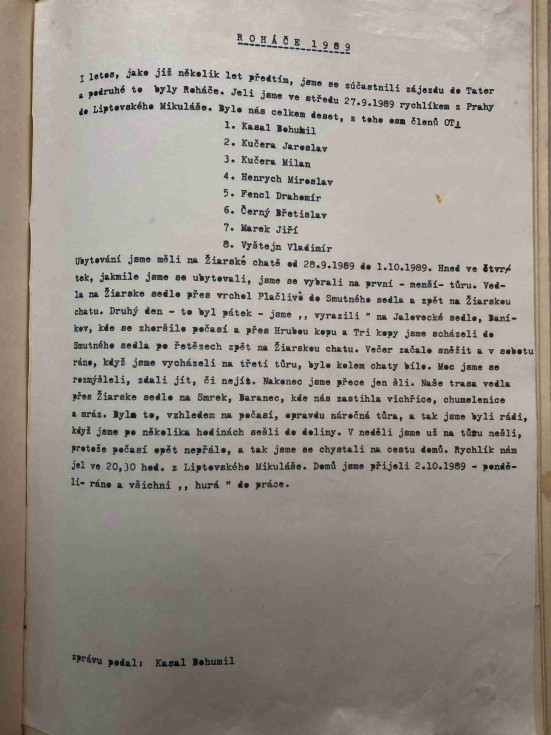 ROHÁČE 1989
I letos, jako již několik let předtím, jsme se zúčastnili zájezdu do Tater
a podruhé to byly Roháče. Jeli jsme ve středu 27.9.1989 rychlíkem z Prahy
do Liptovského Mikuláše. Bylo nás celkem deset, z toho osm členů OT:
1. Kasal Bohumil
2. Kučera Jaroslav
3. Kučera Milan
4. Henrych Miroslav
5. Fencl Drahomír
6. Černý Břetislav
7. Marek Jiří
8. Vyštejn Vladimír
Ubytování jsme měli na Žiarské chatě od 28.9.1989 do 1.10.1989. Hned ve čtvr-
tek, jakmile jsme se ubytovali, jsme se vybrali na první - menší- túru. Ved-
la na Žiarske sedlo přes vrchol Plačlivô do Smutného sedla a zpět na Žiarskou
chatu. Druhý den - to byl pátek - jsme ,, vyrazili " na Jalovecké sedlo, Baní-
kov, kde se zhoršilo počasí a přes Hrubou kopu a Tri kopy jsme scházeli do
Smutného sedla po řetězech zpět na Žiarskou chatu. Večer začalo sněžit a v sobotu
ráno, když jsme vycházeli na třetí túru, bylo kolem chaty bílo. Moc jsme se
rozmýšleli, zdali jít, či nejít. Nakonec jsme přece jen šli. Naše trasa vedla
přes Žiarske sedlo na Smrek, Baranec, kde nás zastihla vichřice, chumelenice
a mráz. Byla to, vzhledem na počasí, opravdu náročná túra, a tak jsme byli rádi,
když jsme po několika hodinách sešli do doliny. V neděli jsme už na túru nešli,
protože počasí opět nepřálo, a tak jsme se chystali na cestu domů. Rychlík nám
jel ve 20,30 hod. z Liptovského Mikuláše. Domů jsme přijeli 2.10.1989 - pondě-
lí- ráno a všichni ,, hurá " do práce.
zprávu podal: Kasal Bohumil